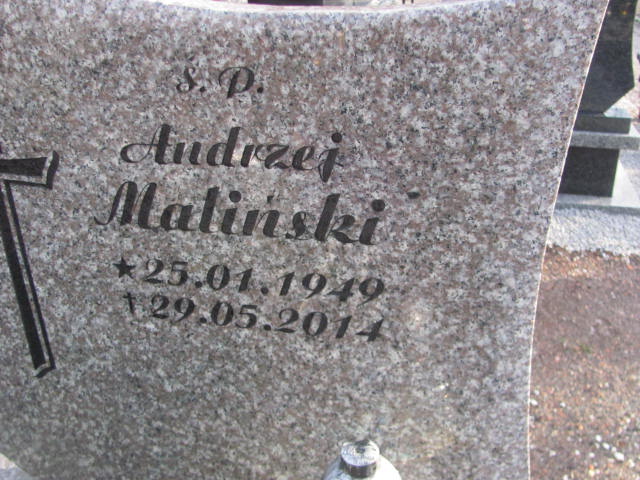 ś. P.
Andrzej
Maliński
★25.01.1949
✝29.05.2014